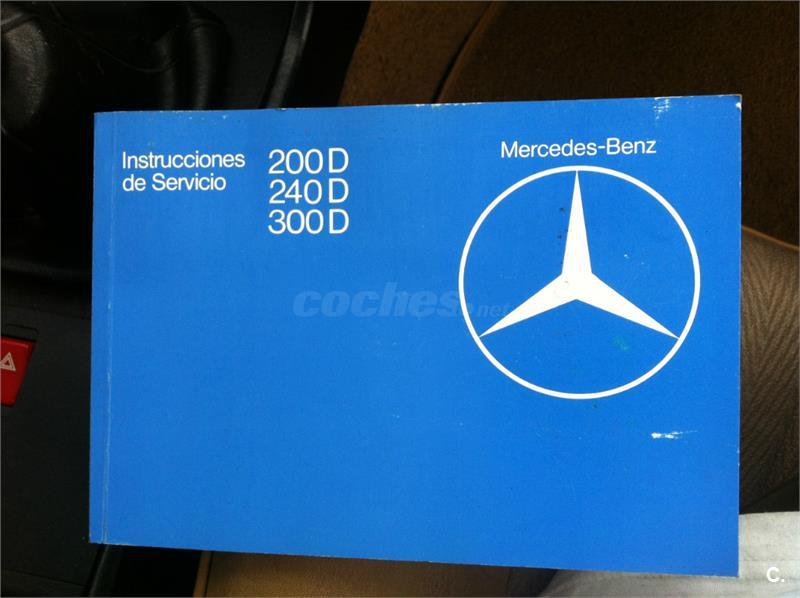 Instrucciones
de Servicio
200 D
240 D
300 D
Mercedes-Benz
coches.net
c.